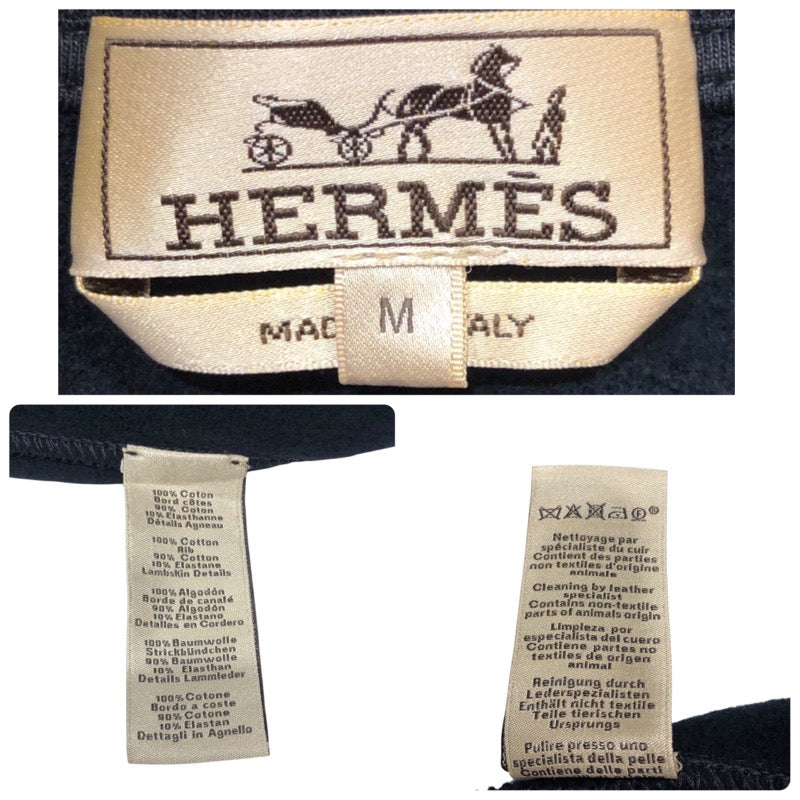 HERMÈS
MADE ALY
M
100% Coton
Bord côtes
90% Coton
10% Elasthanne
Détails Agneau
100% Cotton
Rib
90% Cotton
10% Elastane
Lambskin Details
100% Algodón
Borde de canalé
90% Algodón
10% Elastano
Detalles en Cordero
100% Baumwolle
Strickbündchen
90% Baumwolle
10% Elasthan
Details Lammleder
100% Cotone
Bordo a coste
90% Cotone
10% Elastan
Dettagli in Agnello
Nettoyage par
spécialiste du cuir
Contient des parties
non textiles d'origine
animale
Cleaning by leather
specialist
Contains non-textile
parts of animals origin
Limpieza por
especialista del cuero
Contiene partes no
textiles de origen
animal
Reinigung durch
Lederspezialisten
Enthält nicht textile
Teile tierischen
Ursprungs
Pulire presso uno
specialista della pelle
Contiene delle parti